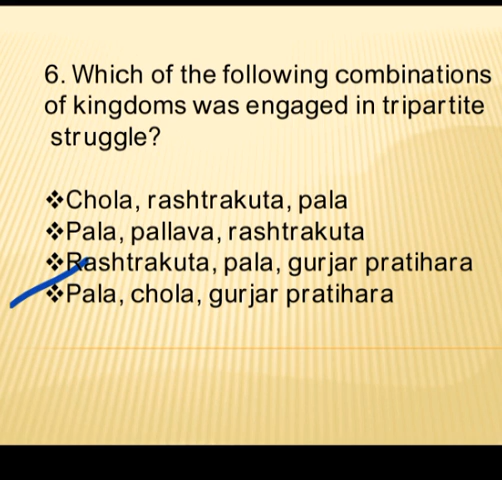 6. Which of the following combinations
of kingdoms was engaged in tripartite
struggle?
❖Chola, rashtrakuta, pala
❖Pala, pallava, rashtrakuta
❖Rashtrakuta, pala, gurjar pratihara
❖Pala, chola, gurjar pratihara